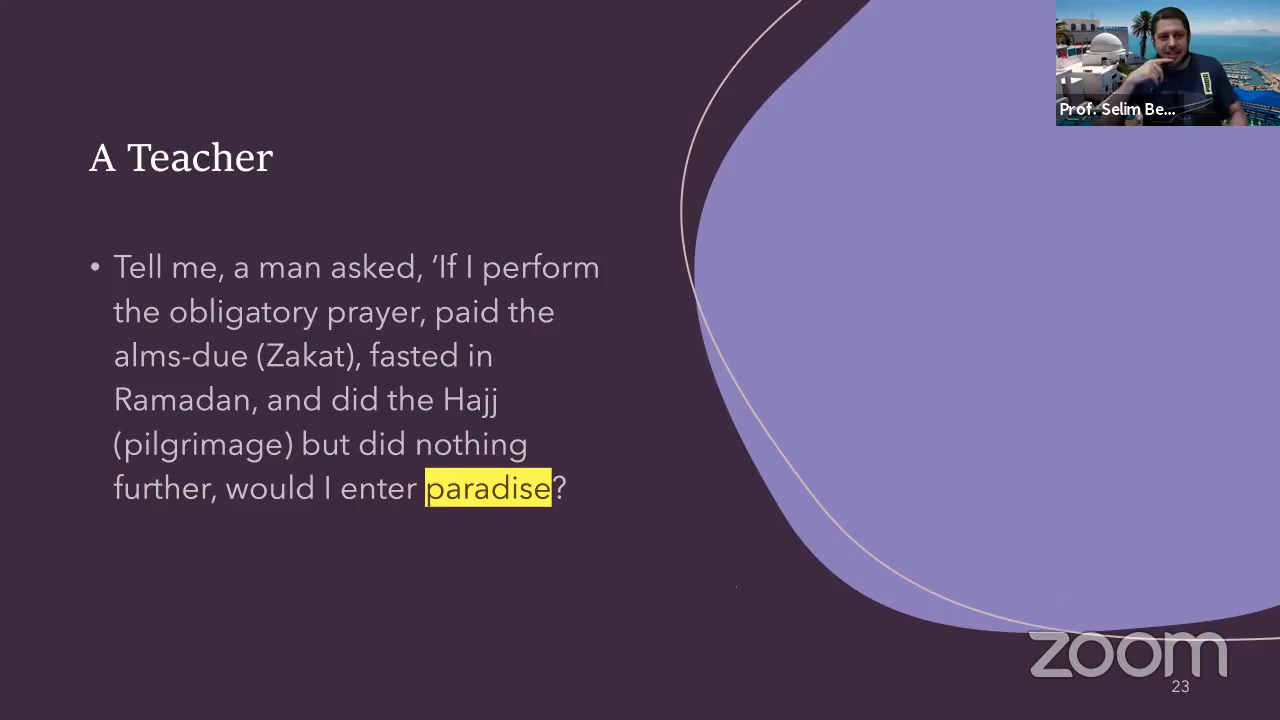 Prof. Selim Be...
A Teacher
• Tell me, a man asked, ‘If I perform
the obligatory prayer, paid the
alms-due (Zakat), fasted in
Ramadan, and did the Hajj
(pilgrimage) but did nothing
further, would I enter paradise?
zoom
23